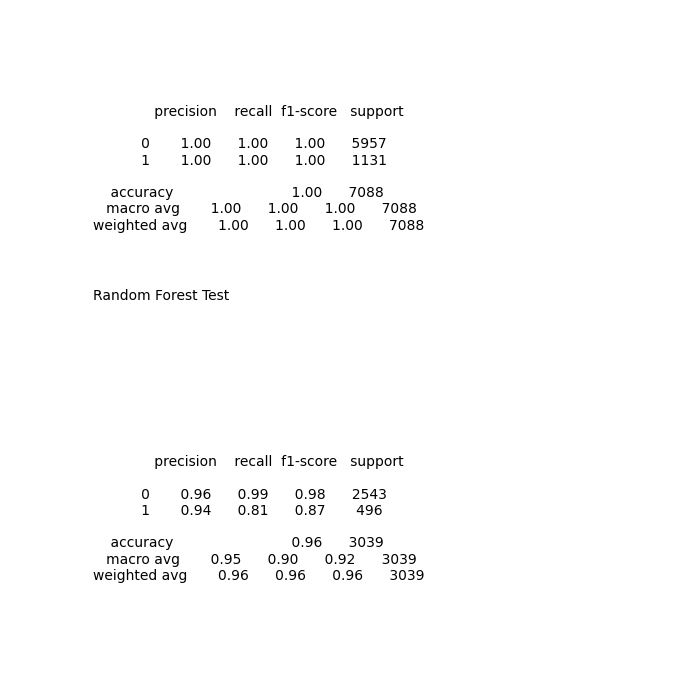 precision recall f1-score support
0 1.00 1.00 1.00 5957
1 1.00 1.00 1.00 1131
accuracy 1.00 7088
macro avg 1.00 1.00 1.00 7088
weighted avg 1.00 1.00 1.00 7088
Random Forest Test
precision recall f1-score support
0 0.96 0.99 0.98 2543
1 0.94 0.81 0.87 496
accuracy 0.96 3039
macro avg 0.95 0.90 0.92 3039
weighted avg 0.96 0.96 0.96 3039